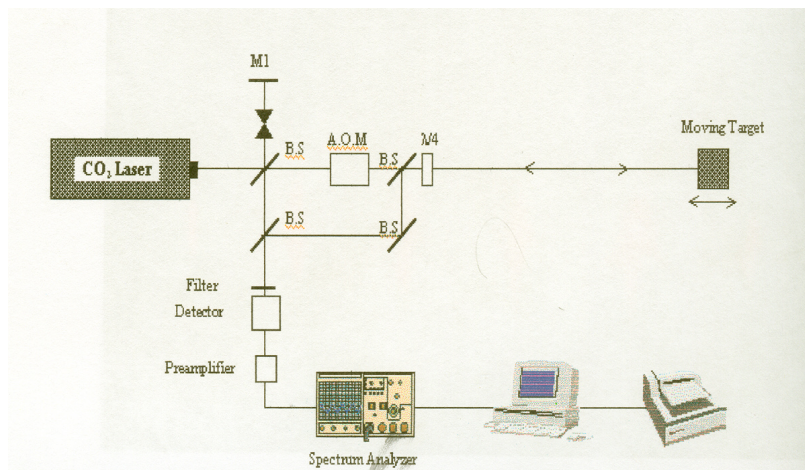 M1
B.S
A.O.M
B.S
λ/4
Moving Target
CO₂ Laser
B.S
B.S
Filter
Detector
Preamplifier
Spectrum Analyzer